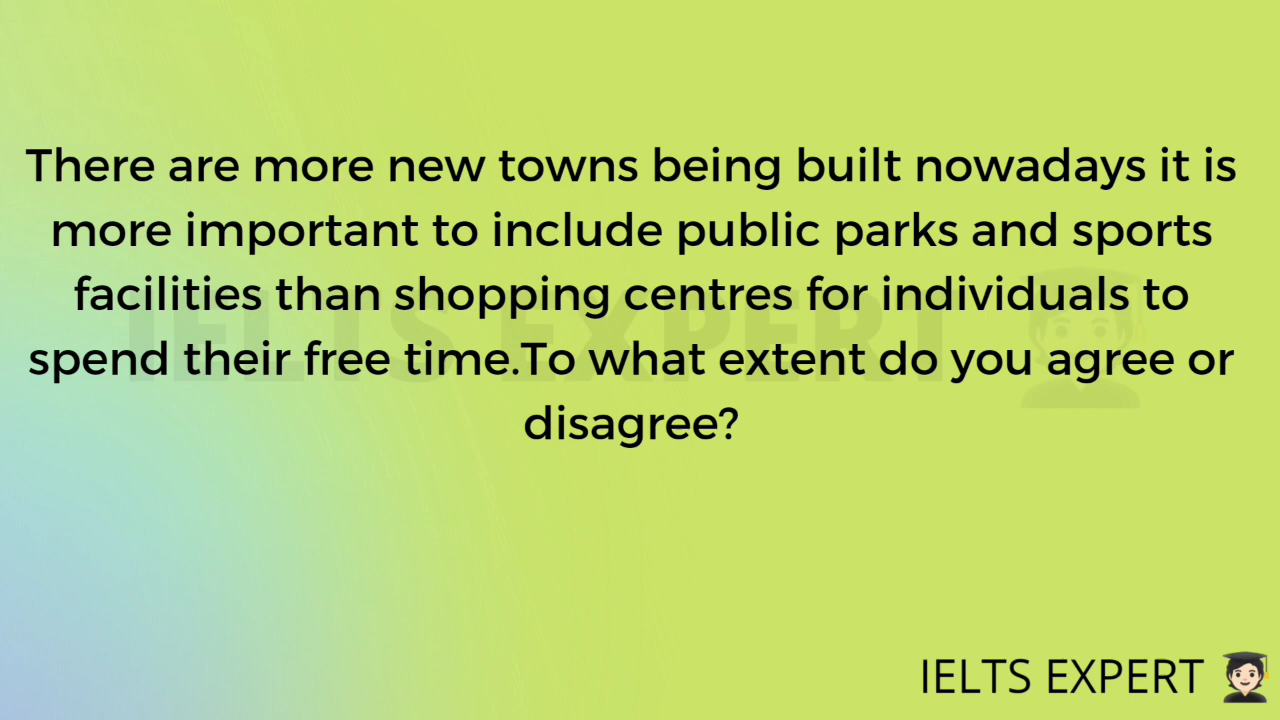 There are more new towns being built nowadays it is
more important to include public parks and sports
facilities than shopping centres for individuals to
spend their free time.To what extent do you agree or
disagree?
IELTS EXPERT
IELTS EXPERT